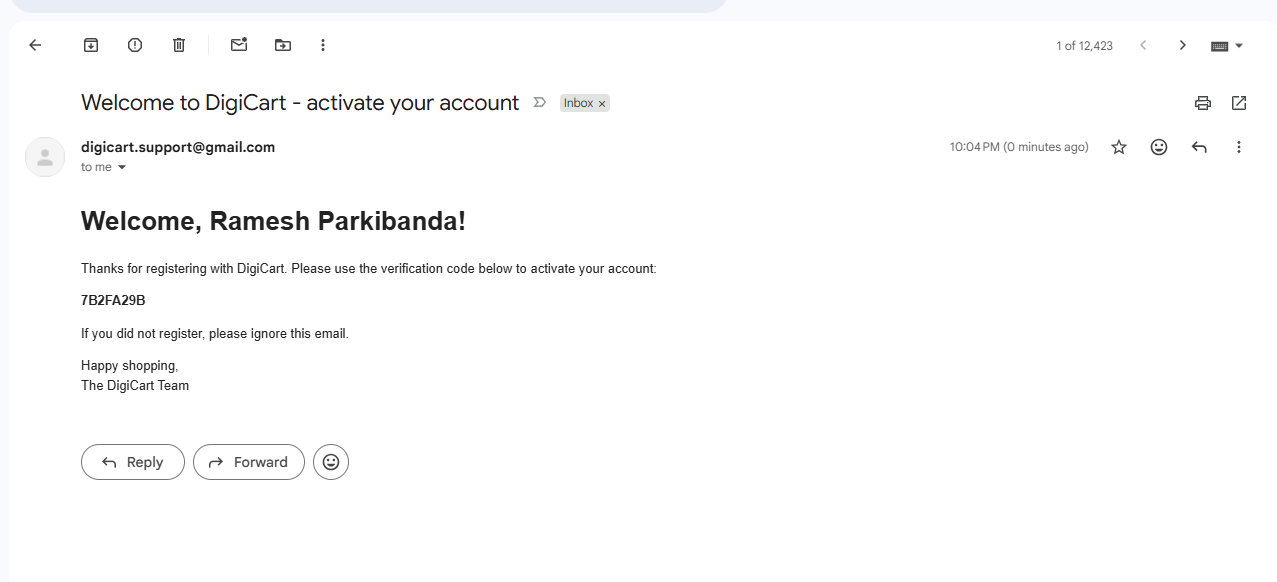 1 of 12,423
Welcome to DigiCart - activate your account Inbox x
digicart.support@gmail.com 10:04 PM (0 minutes ago)
to me
Welcome, Ramesh Parkibanda!
Thanks for registering with DigiCart. Please use the verification code below to activate your account:
7B2FA29B
If you did not register, please ignore this email.
Happy shopping,
The DigiCart Team
Reply Forward